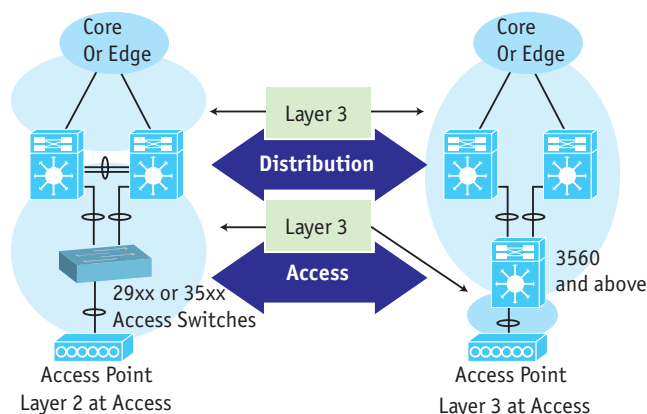 Core
Or Edge
Core
Or Edge
Layer 3
Distribution
Layer 3
Access
29xx or 35xx
Access Switches
3560
and above
Access Point
Layer 2 at Access
Access Point
Layer 3 at Access